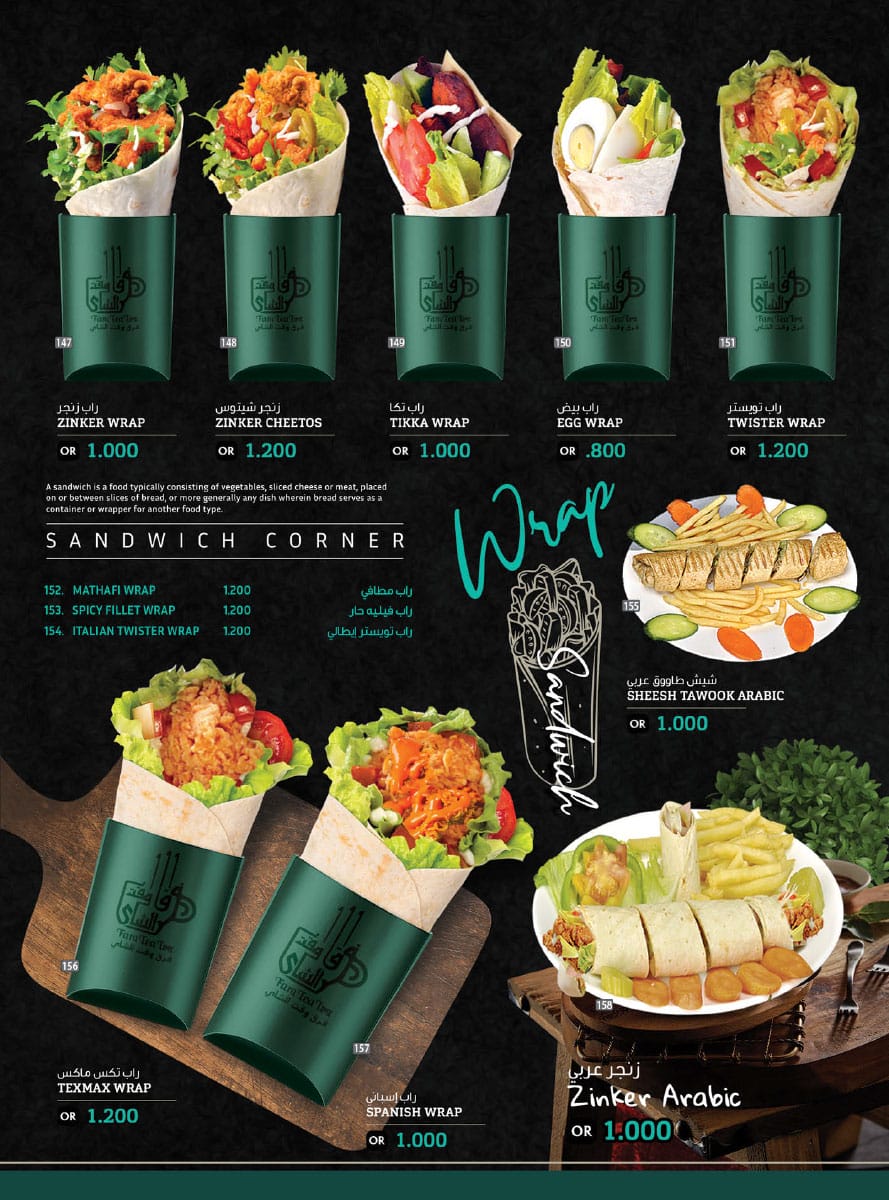 147
148
149
150
151
راب زنجر
ZINKER WRAP
OR 1.000
زنجر شيتوس
ZINKER CHEETOS
OR 1.200
راب تكا
TIKKA WRAP
OR 1.000
راب بيض
EGG WRAP
OR .800
راب تويستر
TWISTER WRAP
OR 1.200
A sandwich is a food typically consisting of vegetables, sliced cheese or meat, placed
on or between slices of bread, or more generally any dish wherein bread serves as a
container or wrapper for another food type.
SANDWICH CORNER
152. MATHAFI WRAP 1.200 راب مطافي
153. SPICY FILLET WRAP 1.200 راب فيليه حار
154. ITALIAN TWISTER WRAP 1.200 راب تويستر إيطالي
Wrap
Sandwich
155
شيش طاووق عربي
SHEESH TAWOOK ARABIC
OR 1.000
156
راب تكس ماكس
TEXMAX WRAP
OR 1.200
157
راب إسباني
SPANISH WRAP
OR 1.000
158
زنجر عربي
Zinker Arabic
OR 1.000